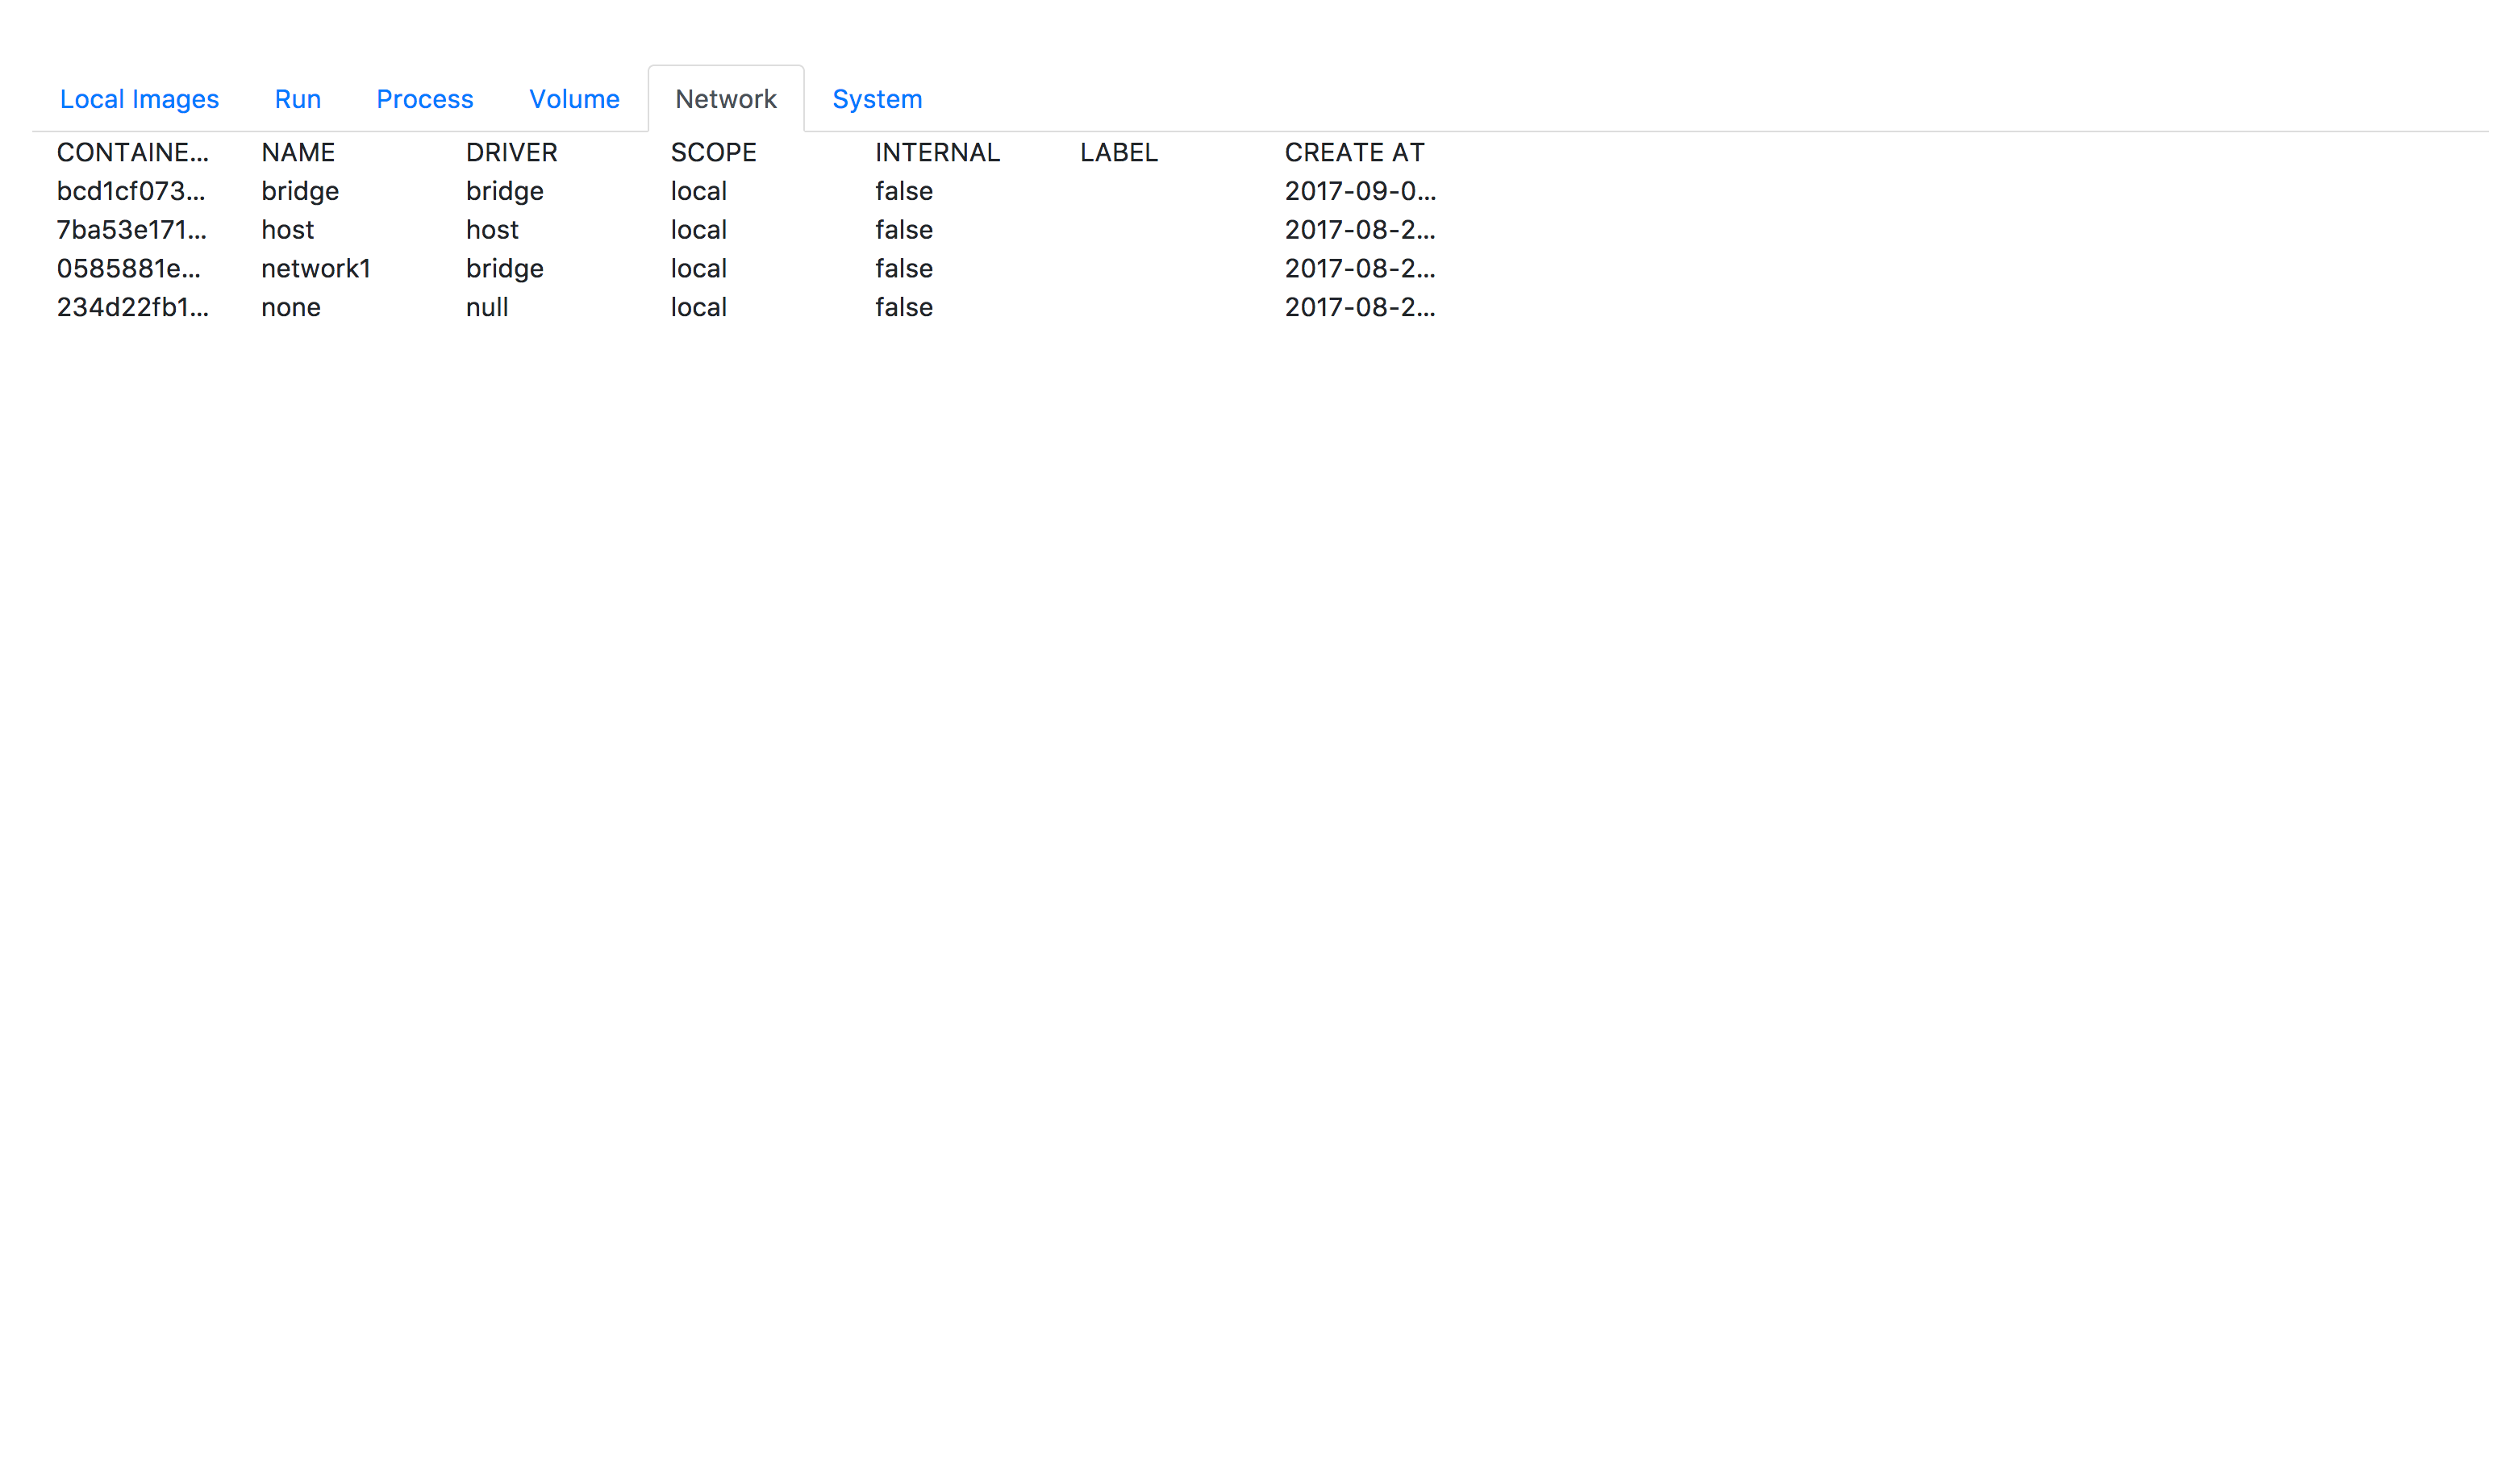 Local Images Run Process Volume Network System
CONTAINE... NAME DRIVER SCOPE INTERNAL LABEL CREATE AT
bcd1cf073... bridge bridge local false 2017-09-0...
7ba53e171... host host local false 2017-08-2...
0585881e... network1 bridge local false 2017-08-2...
234d22fb1... none null local false 2017-08-2...